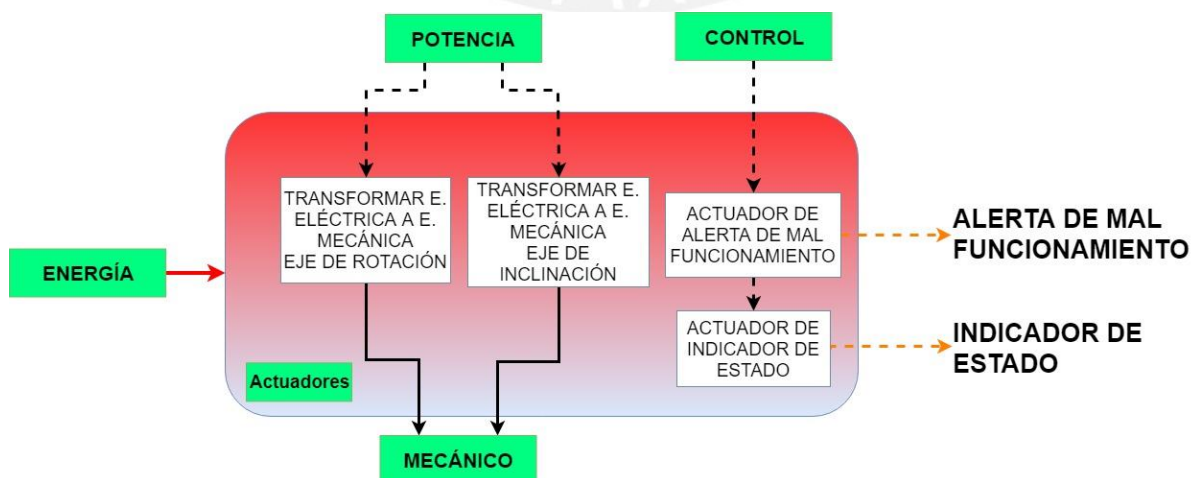 POTENCIA
CONTROL
TRANSFORMAR E.
ELÉCTRICA A E.
MECÁNICA
EJE DE ROTACIÓN
TRANSFORMAR E.
ELÉCTRICA A E.
MECÁNICA
EJE DE
INCLINACIÓN
ACTUADOR DE
ALERTA DE MAL
FUNCIONAMIENTO
ALERTA DE MAL
FUNCIONAMIENTO
ENERGÍA
ACTUADOR DE
INDICADOR DE
ESTADO
INDICADOR DE
ESTADO
Actuadores
MECÁNICO